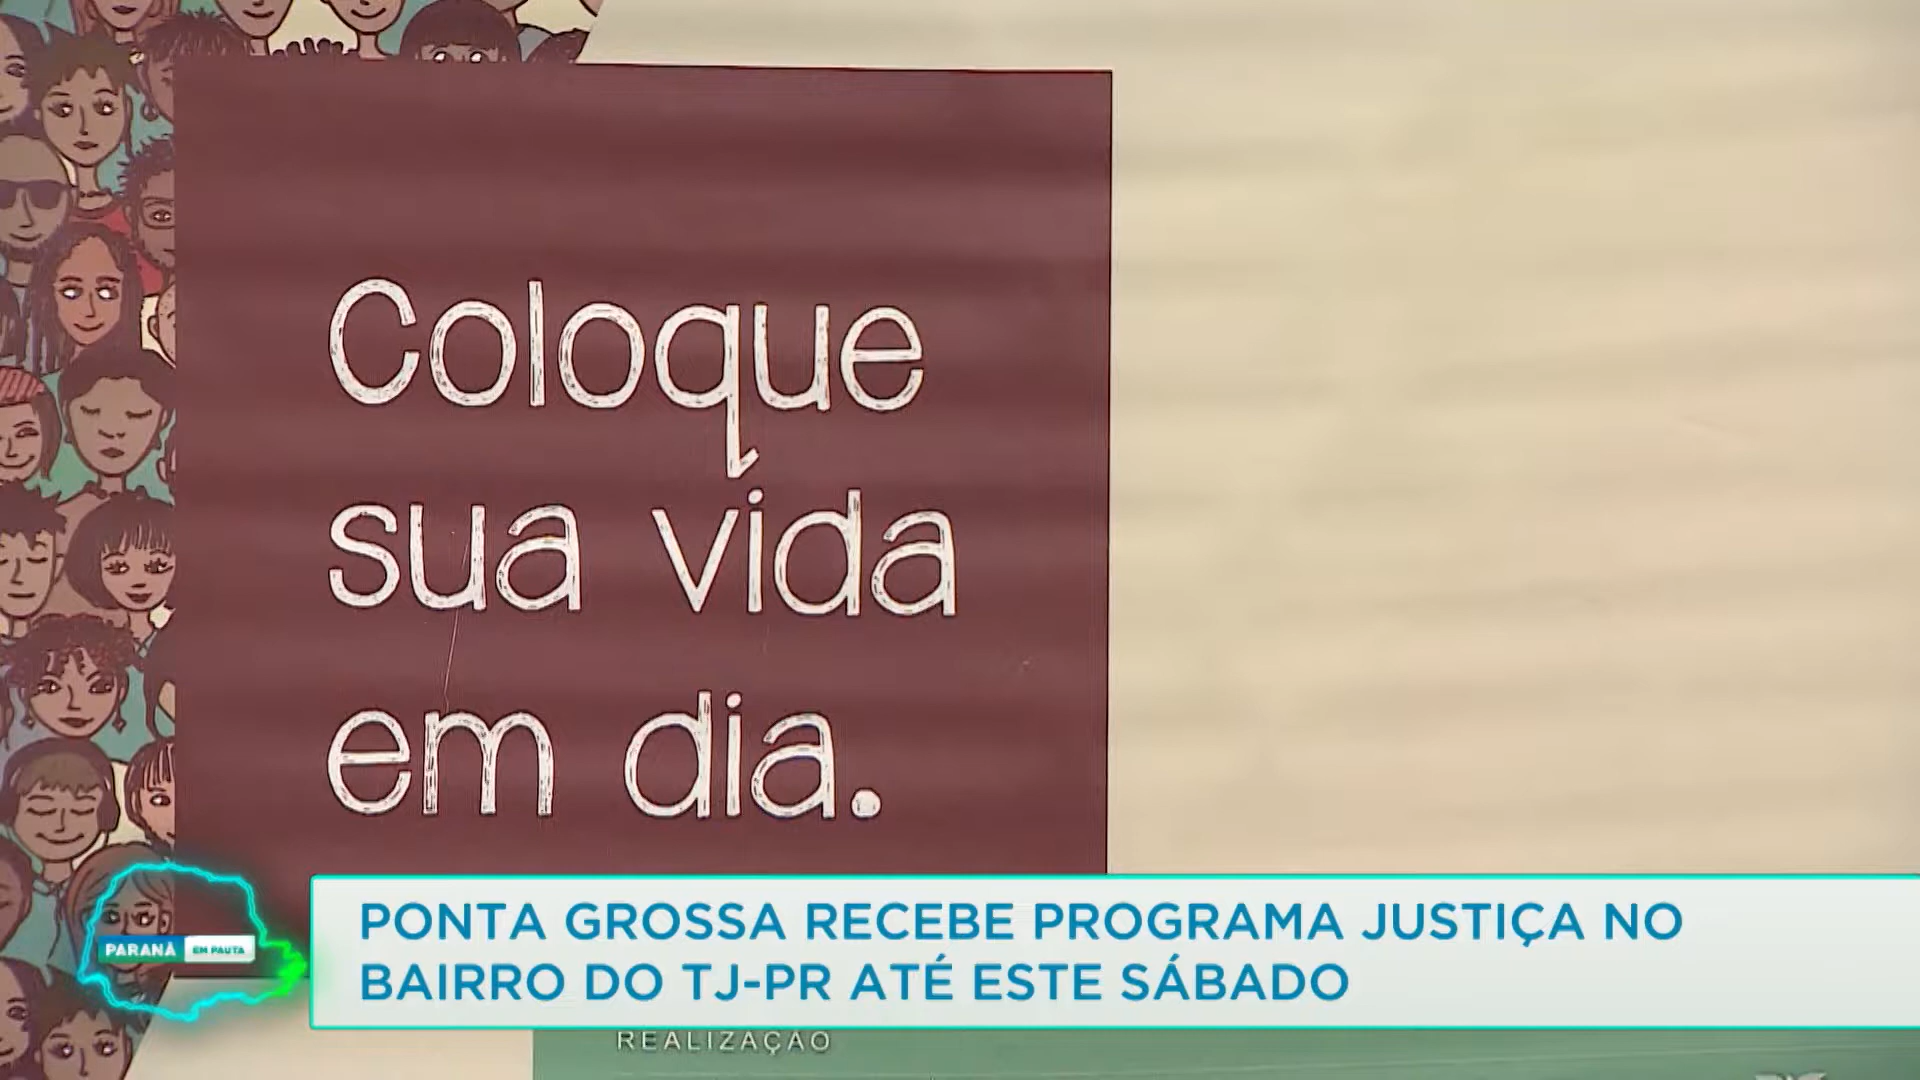 Coloque
sua vida
em dia.
PARANÁ EM PAUTA
PONTA GROSSA RECEBE PROGRAMA JUSTIÇA NO
BAIRRO DO TJ-PR ATÉ ESTE SÁBADO
REALIZAÇÃO